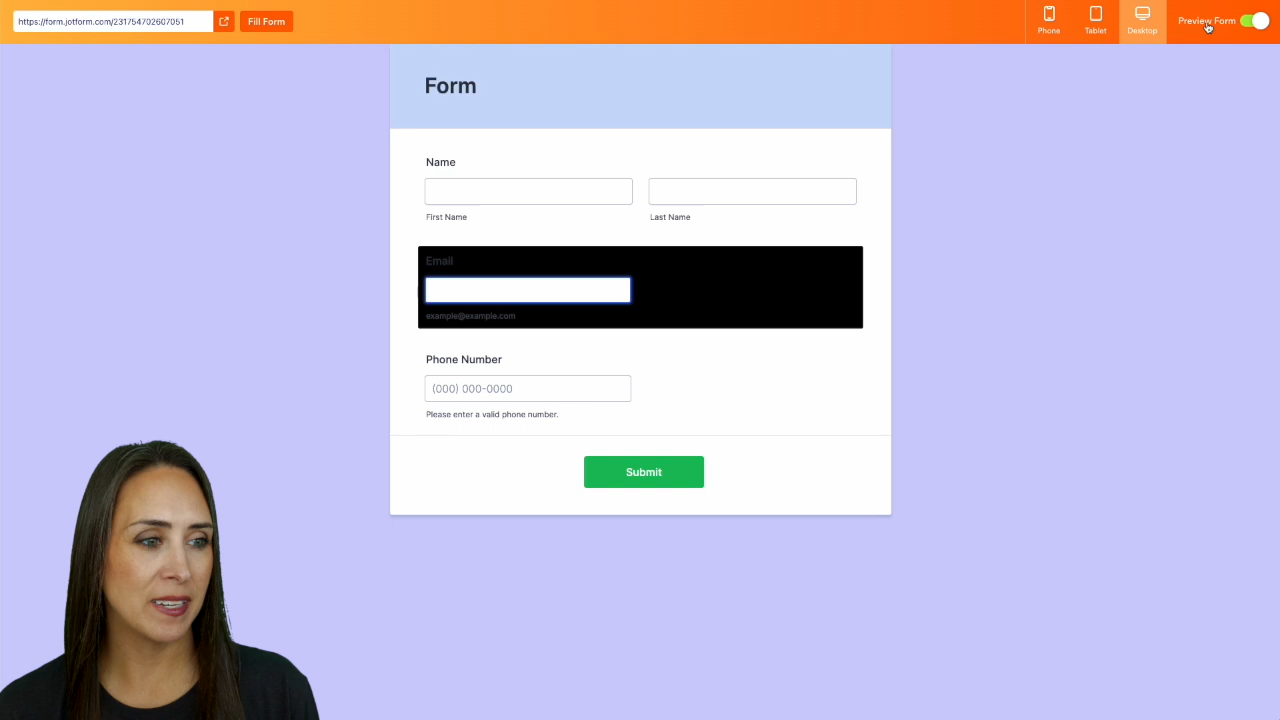 https://form.jotform.com/231754702607051
Fill Form
Phone
Tablet
Desktop
Preview Form
Form
Name
First Name
Last Name
Email
example@example.com
Phone Number
(000) 000-0000
Please enter a valid phone number.
Submit